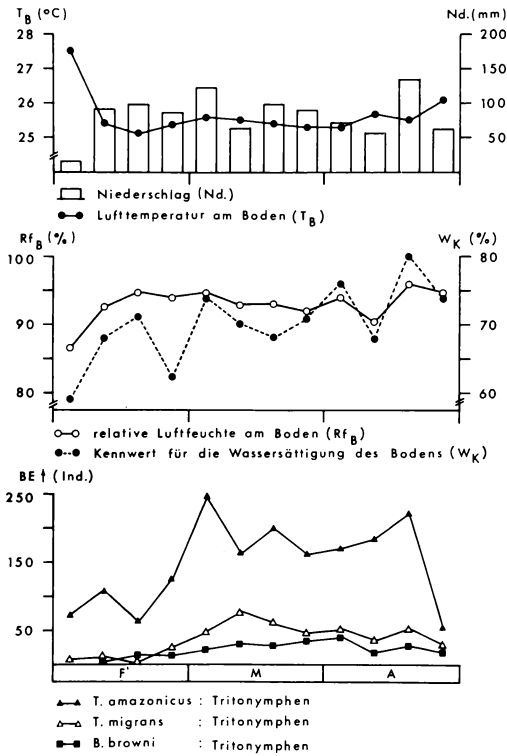 T_B (°C) Nd.(mm)
28 200
150
26 100
25 50
Niederschlag (Nd.)
Lufttemperatur am Boden (T_B)
Rf_B (%) W_K (%)
100 80
90 70
80 60
relative Luftfeuchte am Boden (Rf_B)
Kennwert für die Wassersättigung des Bodens (W_K)
BE↑ (Ind.)
250
150
50
F' M A
T. amazonicus : Tritonymphen
T. migrans : Tritonymphen
B. browni : Tritonymphen